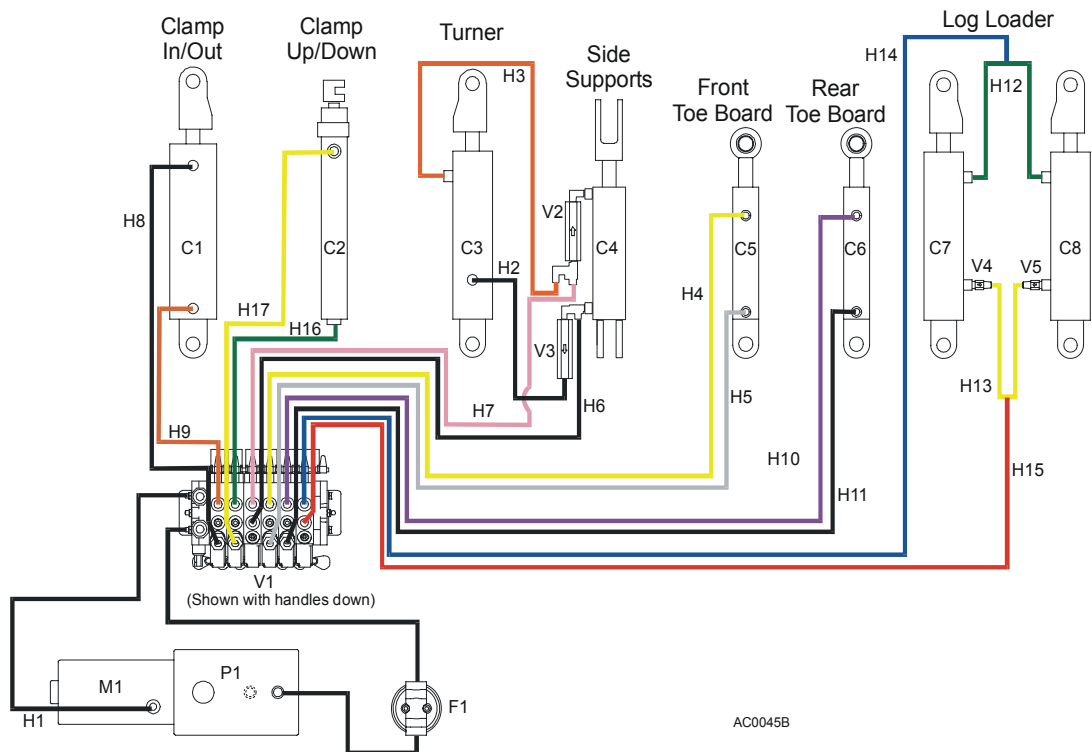 Clamp
In/Out
Clamp
Up/Down
Turner
Side
Supports
Front
Toe Board
Rear
Toe Board
Log Loader
H14
H3
H12
H8
V2
C1
C2
C3
C4
C5
C6
C7
C8
H2
V4
V5
H4
H17
H16
V3
H13
H7
H6
H5
H9
H10
H15
H11
V1
(Shown with handles down)
P1
M1
F1
H1
AC0045B